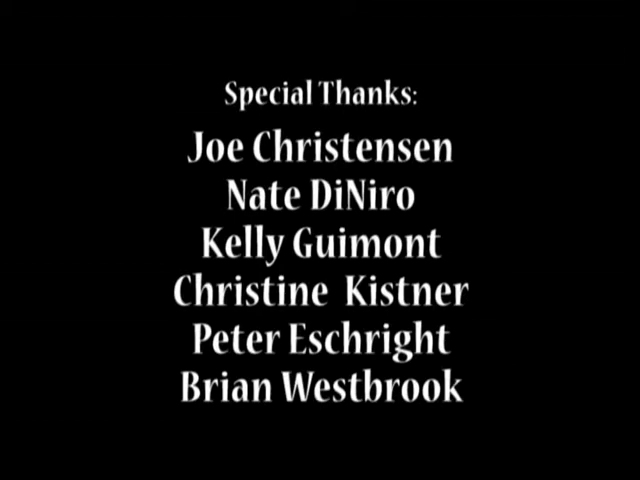 Special Thanks:
Joe Christensen
Nate DiNiro
Kelly Guimont
Christine Kistner
Peter Eschright
Brian Westbrook